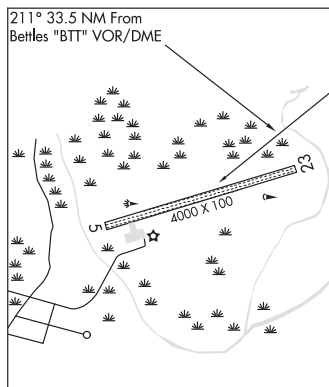 211° 33.5 NM From
Bettles "BTT" VOR/DME
23
4000 X 100
5